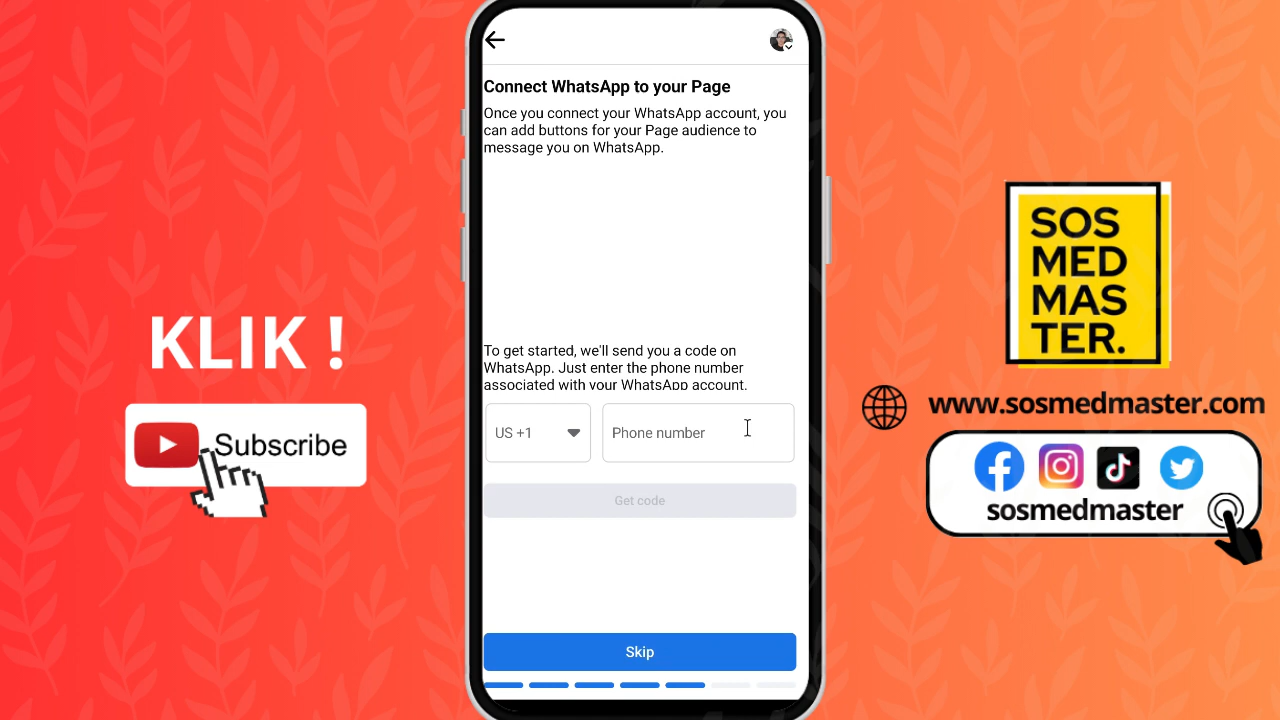 Connect WhatsApp to your Page
Once you connect your WhatsApp account, you
can add buttons for your Page audience to
message you on WhatsApp.
To get started, we'll send you a code on
WhatsApp. Just enter the phone number
associated with your WhatsApp account.
US +1
Phone number
Get code
Skip
KLIK !
Subscribe
SOS
MED
MAS
TER.
www.sosmedmaster.com
sosmedmaster